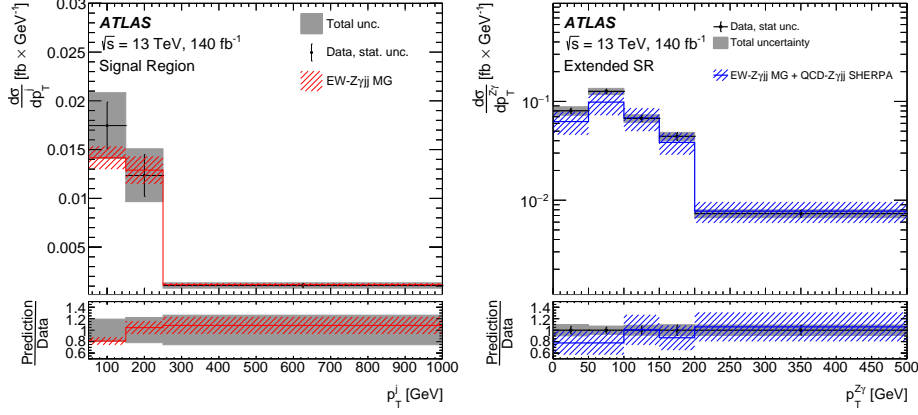 ATLAS
√s = 13 TeV, 140 fb⁻¹
Signal Region
Total unc.
Data, stat. unc.
EW-Zγjj MG
dσ/dp_T^j [fb × GeV⁻¹]
0.03
0.025
0.02
0.015
0.01
0.005
Prediction/Data
1.4
1.2
1
0.8
0.6
100 200 300 400 500 600 700 800 900 1000
p_T^j [GeV]
ATLAS
√s = 13 TeV, 140 fb⁻¹
Extended SR
Data, stat unc.
Total uncertainty
EW-Zγjj MG + QCD-Zγjj SHERPA
dσ/dp_T^Zγ [fb × GeV⁻¹]
10⁻¹
10⁻²
Prediction/Data
1.4
1.2
1
0.8
0.6
0 50 100 150 200 250 300 350 400 450 500
p_T^Zγ [GeV]